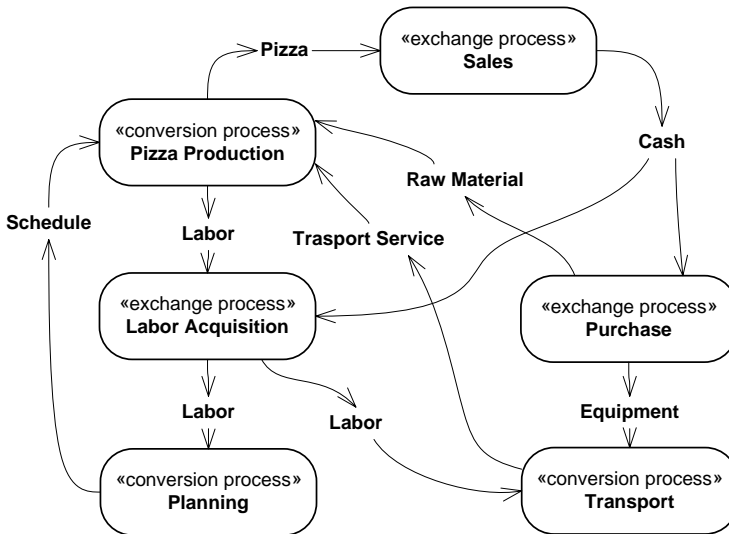 Pizza
«exchange process»
Sales
«conversion process»
Pizza Production
Cash
Raw Material
Schedule
Labor
Trasport Service
«exchange process»
Labor Acquisition
«exchange process»
Purchase
Labor
Labor
Equipment
«conversion process»
Planning
«conversion process»
Transport